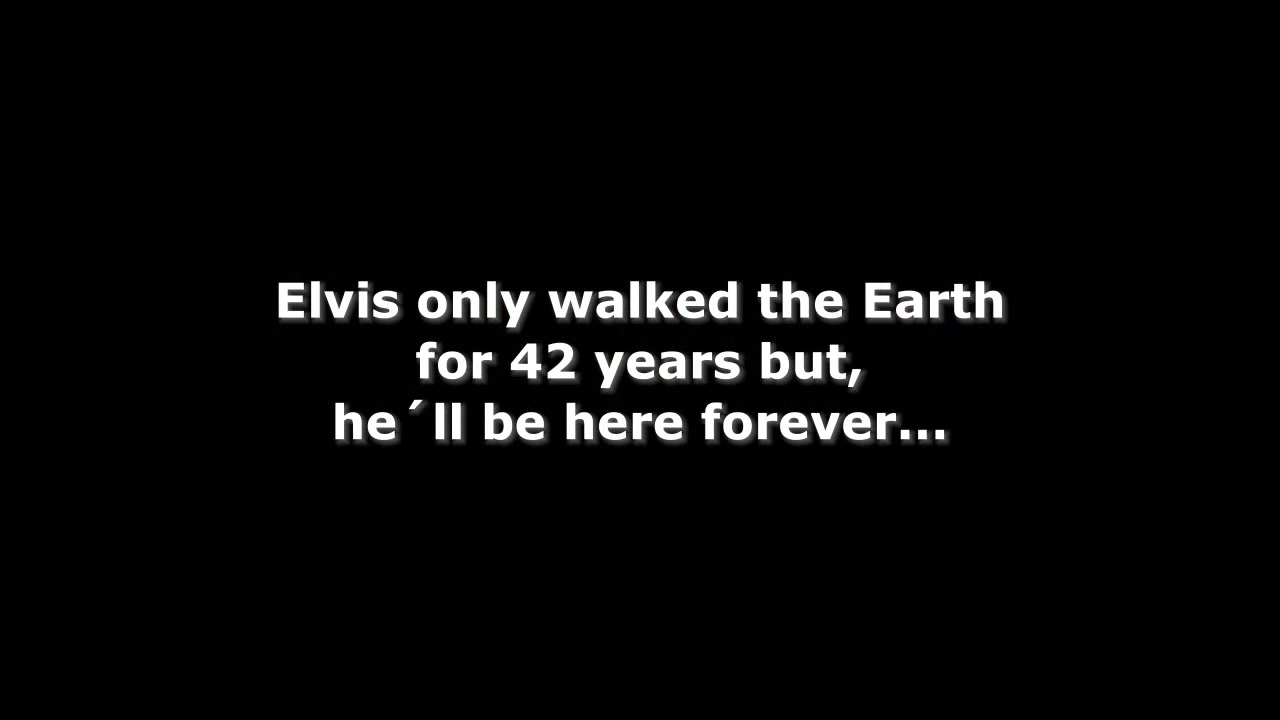 Elvis only walked the Earth
for 42 years but,
he´ll be here forever...